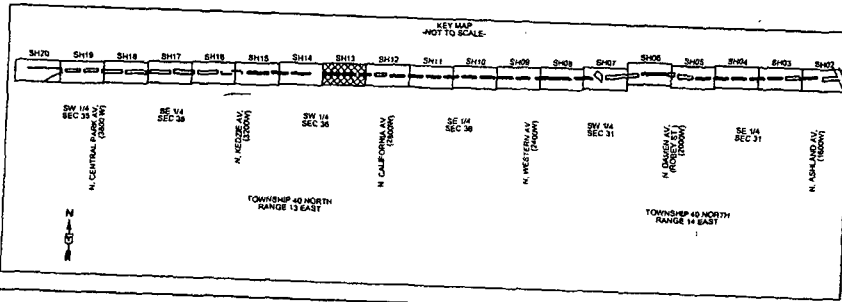 KEY MAP
-NOT TO SCALE-
SH20 SH19 SH18 SH17 SH16 SH15 SH14 SH13 SH12 SH11 SH10 SH09 SH08 SH07 SH06 SH05 SH04 SH03 SH02
SW 1/4
SEC 35
N. CENTRAL PARK AV.
(3600 W)
SE 1/4
SEC 35
N. KEDZIE AV.
(3200W)
SW 1/4
SEC 36
N. CALIFORNIA AV
(2800W)
SE 1/4
SEC 36
N. WESTERN AV
(2400W)
SW 1/4
SEC 31
N. DAMEN AV.
(ROBEY ST.)
(2000W)
SE 1/4
SEC 31
N. ASHLAND AV.
(1600W)
TOWNSHIP 40 NORTH
RANGE 13 EAST
TOWNSHIP 40 NORTH
RANGE 14 EAST
N